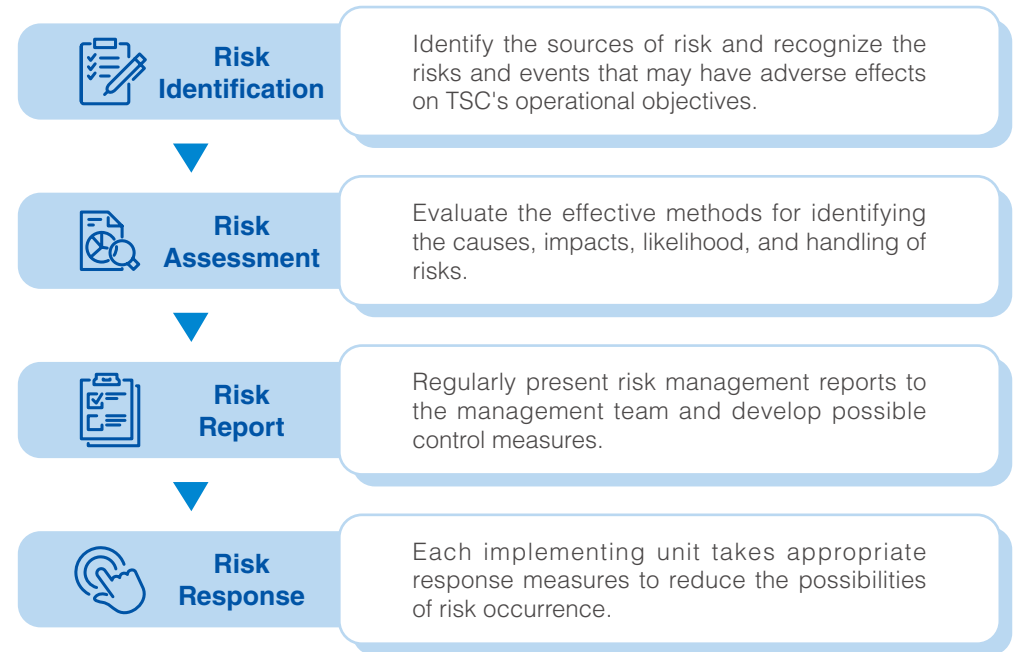 Risk
Identification
Identify the sources of risk and recognize the
risks and events that may have adverse effects
on TSC's operational objectives.
Risk
Assessment
Evaluate the effective methods for identifying
the causes, impacts, likelihood, and handling of
risks.
Risk
Report
Regularly present risk management reports to
the management team and develop possible
control measures.
Risk
Response
Each implementing unit takes appropriate
response measures to reduce the possibilities
of risk occurrence.